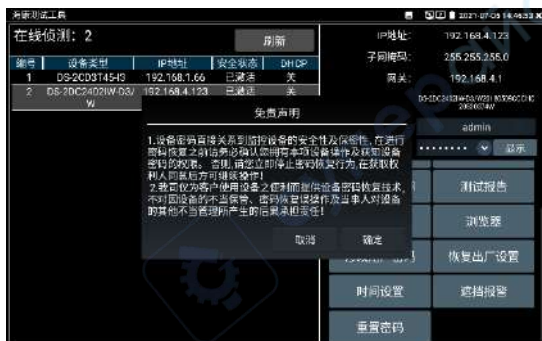 海康测试工具
2021-07-05 14:46:53
在线侦测: 2
刷新
编号 设备类型 IP地址 安全状态 DHCP
1 DS-2CD3T45-I3 192.168.1.66 已激活 关
2 DS-2DC2402IW-D3/W 192.168.4.123 已激活 关
IP地址: 192.168.4.123
子网掩码: 255.255.255.0
网关: 192.168.4.1
admin
显示
免责声明
1.设备密码直接关系到监控设备的安全性及保密性,在进行
密码恢复之前请务必确认您拥有本项设备操作及获知设备
密码的权限。否则,请您立即停止密码恢复行为,在获取权
利人同意后方可继续操作!
2.我司仅为客户使用设备之便利而提供设备密码恢复技术,
不对因设备的不当保管、密码恢复误操作及当事人对设备
的其他不当管理所产生的后果承担责任!
取消 确定
测试报告
浏览器
恢复出厂设置
时间设置
遮挡报警
重置密码